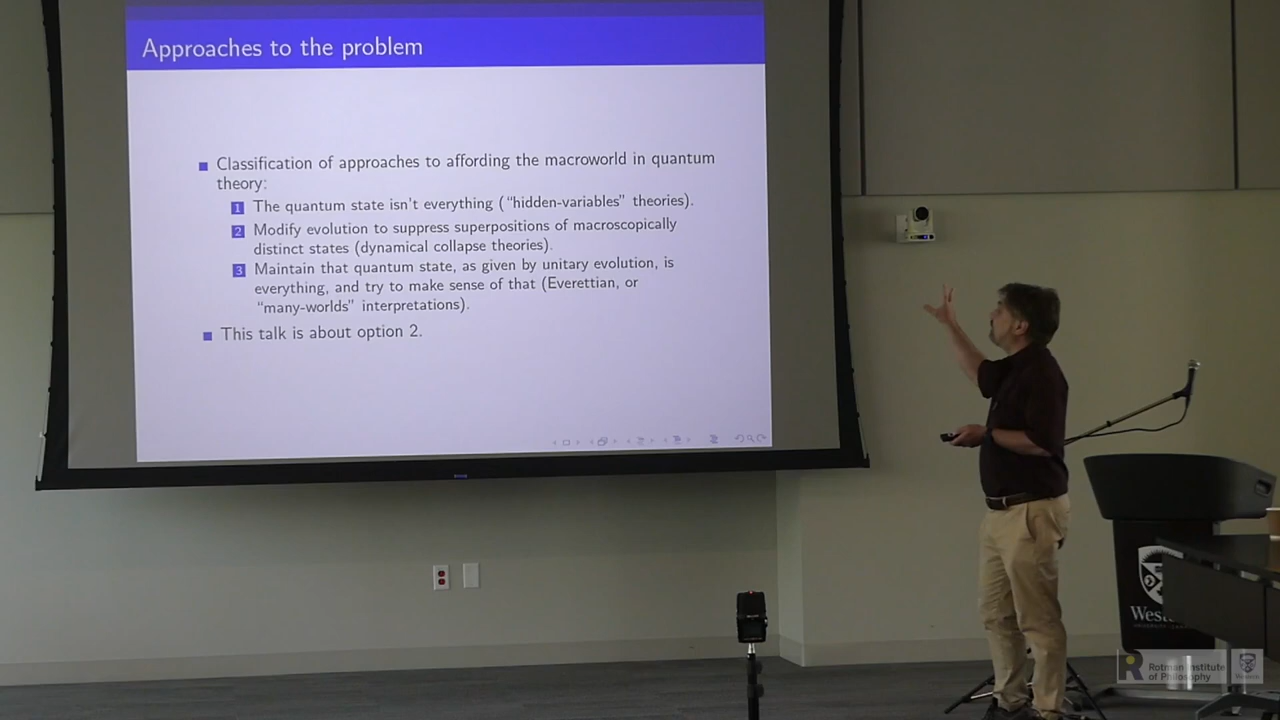 Approaches to the problem
Classification of approaches to affording the macroworld in quantum
theory:
1 The quantum state isn't everything (“hidden-variables” theories).
2 Modify evolution to suppress superpositions of macroscopically
distinct states (dynamical collapse theories).
3 Maintain that quantum state, as given by unitary evolution, is
everything, and try to make sense of that (Everettian, or
“many-worlds” interpretations).
This talk is about option 2.
Rotman Institute
of Philosophy
Western